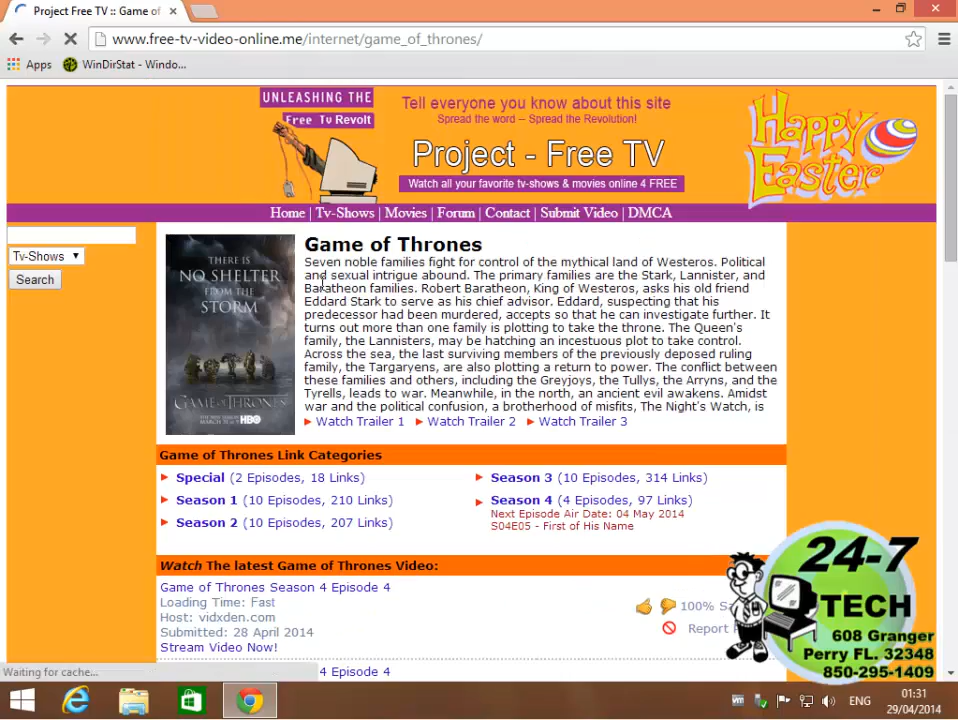 Project Free TV :: Game of
www.free-tv-video-online.me/internet/game_of_thrones/
Apps WinDirStat - Windo...
UNLEASHING THE
Free Tv Revolt
Tell everyone you know about this site
Spread the word – Spread the Revolution!
Project - Free TV
Watch all your favorite tv-shows & movies online 4 FREE
Happy
Easter
Home | Tv-Shows | Movies | Forum | Contact | Submit Video | DMCA
Tv-Shows
Search
THERE IS
NO SHELTER
FROM THE
STORM
GAME OF THRONES
HBO
Game of Thrones
Seven noble families fight for control of the mythical land of Westeros. Political
and sexual intrigue abound. The primary families are the Stark, Lannister, and
Baratheon families. Robert Baratheon, King of Westeros, asks his old friend
Eddard Stark to serve as his chief advisor. Eddard, suspecting that his
predecessor had been murdered, accepts so that he can investigate further. It
turns out more than one family is plotting to take the throne. The Queen's
family, the Lannisters, may be hatching an incestuous plot to take control.
Across the sea, the last surviving members of the previously deposed ruling
family, the Targaryens, are also plotting a return to power. The conflict between
these families and others, including the Greyjoys, the Tullys, the Arryns, and the
Tyrells, leads to war. Meanwhile, in the north, an ancient evil awakens. Amidst
war and the political confusion, a brotherhood of misfits, The Night's Watch, is
Watch Trailer 1 Watch Trailer 2 Watch Trailer 3
Game of Thrones Link Categories
Special (2 Episodes, 18 Links)
Season 1 (10 Episodes, 210 Links)
Season 2 (10 Episodes, 207 Links)
Season 3 (10 Episodes, 314 Links)
Season 4 (4 Episodes, 97 Links)
Next Episode Air Date: 04 May 2014
S04E05 - First of His Name
Watch The latest Game of Thrones Video:
Game of Thrones Season 4 Episode 4
Loading Time: Fast
Host: vidxden.com
Submitted: 28 April 2014
Stream Video Now!
100% Sa
Report
4 Episode 4
Waiting for cache...
24-7
TECH
608 Granger
Perry FL. 32348
850-295-1409
ENG
01:31
29/04/2014